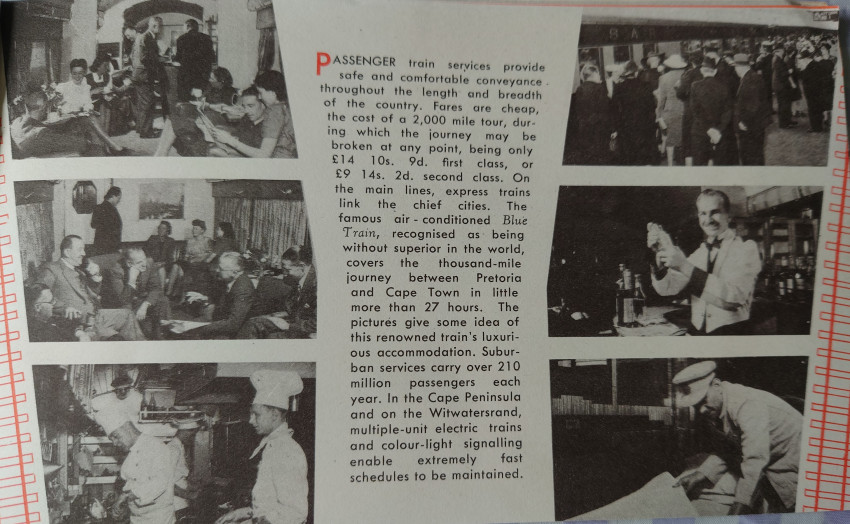 PASSENGER train services provide
safe and comfortable conveyance
throughout the length and breadth
of the country. Fares are cheap,
the cost of a 2,000 mile tour, dur-
ing which the journey may be
broken at any point, being only
£14 10s. 9d. first class, or
£9 14s. 2d. second class. On
the main lines, express trains
link the chief cities. The
famous air-conditioned Blue
Train, recognised as being
without superior in the world,
covers the thousand-mile
journey between Pretoria
and Cape Town in little
more than 27 hours. The
pictures give some idea of
this renowned train's luxuri-
ous accommodation. Subur-
ban services carry over 210
million passengers each
year. In the Cape Peninsula
and on the Witwatersrand,
multiple-unit electric trains
and colour-light signalling
enable extremely fast
schedules to be maintained.